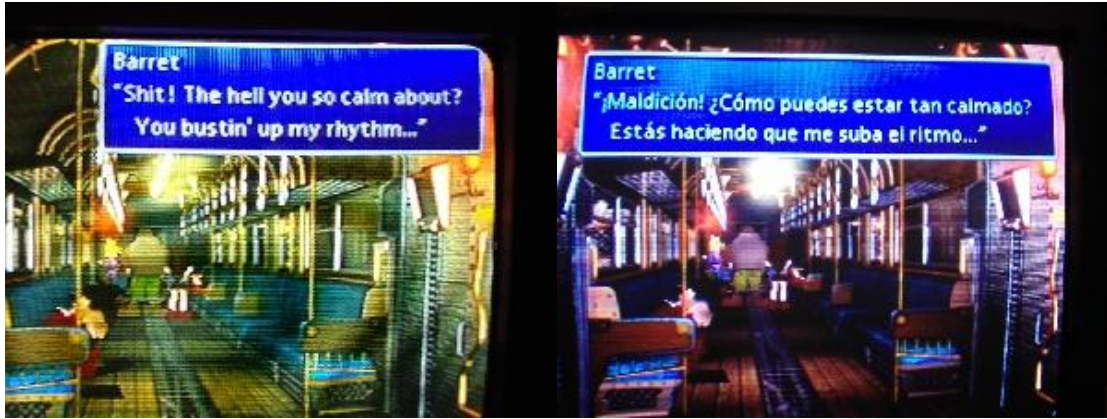 Barret
"Shit! The hell you so calm about?
You bustin' up my rhythm..."
Barret
"¡Maldición! ¿Cómo puedes estar tan calmado?
Estás haciendo que me suba el ritmo..."